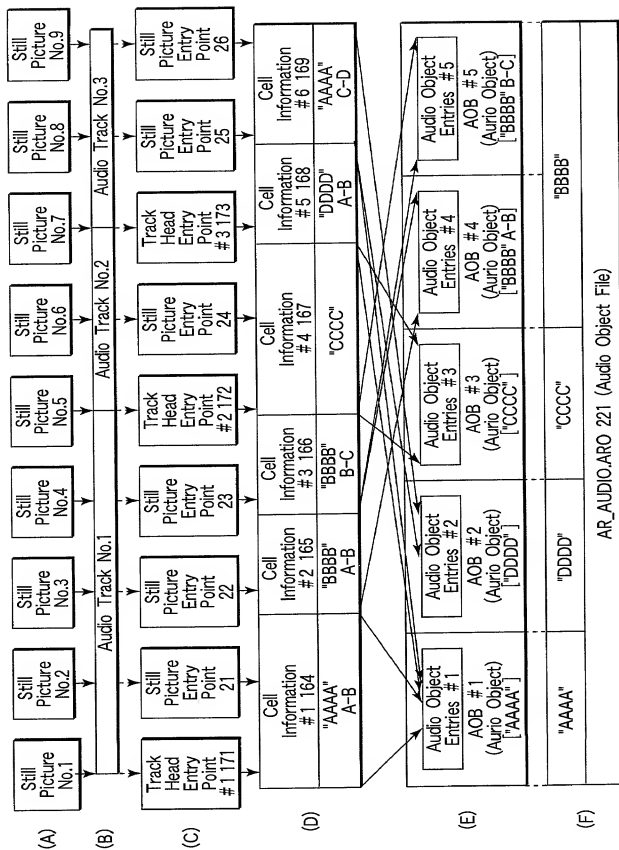 (A)
Still
Picture
No.1
Still
Picture
No.2
Still
Picture
No.3
Still
Picture
No.4
Still
Picture
No.5
Still
Picture
No.6
Still
Picture
No.7
Still
Picture
No.8
Still
Picture
No.9
(B)
Audio Track No.1
Audio Track No.2
Audio Track No.3
(C)
Track
Head
Entry
Point
#1 171
Still
Picture
Entry
Point
21
Still
Picture
Entry
Point
22
Still
Picture
Entry
Point
23
Track
Head
Entry
Point
#2 172
Still
Picture
Entry
Point
24
Track
Head
Entry
Point
#3 173
Still
Picture
Entry
Point
25
Still
Picture
Entry
Point
26
(D)
Cell
Information
#1 164
"AAAA"
A-B
Cell
Information
#2 165
"BBBB"
A-B
Cell
Information
#3 166
"BBBB"
B-C
Cell
Information
#4 167
"CCCC"
Cell
Information
#5 168
"DDDD"
A-B
Cell
Information
#6 169
"AAAA"
C-D
(E)
Audio Object
Entries #1
AOB #1
(Aurio Object)
["AAAA"]
Audio Object
Entries #2
AOB #2
(Aurio Object)
["DDDD"]
Audio Object
Entries #3
AOB #3
(Aurio Object)
["CCCC"]
Audio Object
Entries #4
AOB #4
(Aurio Object)
["BBBB" A-B]
Audio Object
Entries #5
AOB #5
(Aurio Object)
["BBBB" B-C]
(F)
"AAAA"
"DDDD"
"CCCC"
"BBBB"
AR_AUDIO.ARO 221 (Audio Object File)